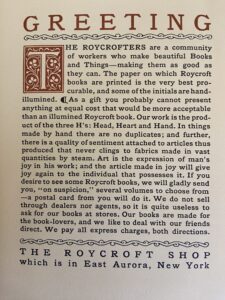 GREETING
THE ROYCROFTERS are a community
of workers who make beautiful Books
and Things—making them as good as
they can. The paper on which Roycroft
books are printed is the very best pro-
curable, and some of the initials are hand-
illumined. ¶ As a gift you probably cannot present
anything at equal cost that would be more acceptable
than an illumined Roycroft book. Our work is the prod-
uct of the three H's: Head, Heart and Hand. In things
made by hand there are no duplicates; and further,
there is a quality of sentiment attached to articles thus
produced that never clings to fabrics made in vast
quantities by steam. Art is the expression of man's
joy in his work; and the article made in joy will give
joy again to the individual that possesses it. If you
desire to see some Roycroft books, we will gladly send
you, "on suspicion," several volumes to choose from
—a postal card from you will do it. We do not sell
through dealers nor agents, so it is quite useless to
ask for our books at stores. Our books are made for
the book-lovers, and we like to deal with our friends
direct. We pay all express charges, both directions.
THE ROYCROFT SHOP
which is in East Aurora, New York